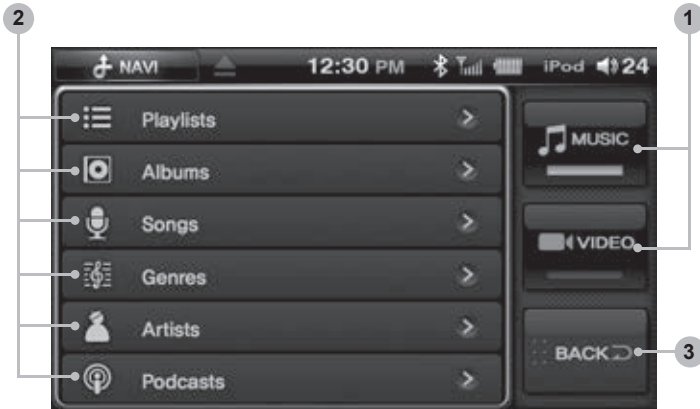 2 1
NAVI 12:30 PM iPod 24
Playlists
MUSIC
Albums
Songs
VIDEO
Genres
Artists
BACK 3
Podcasts